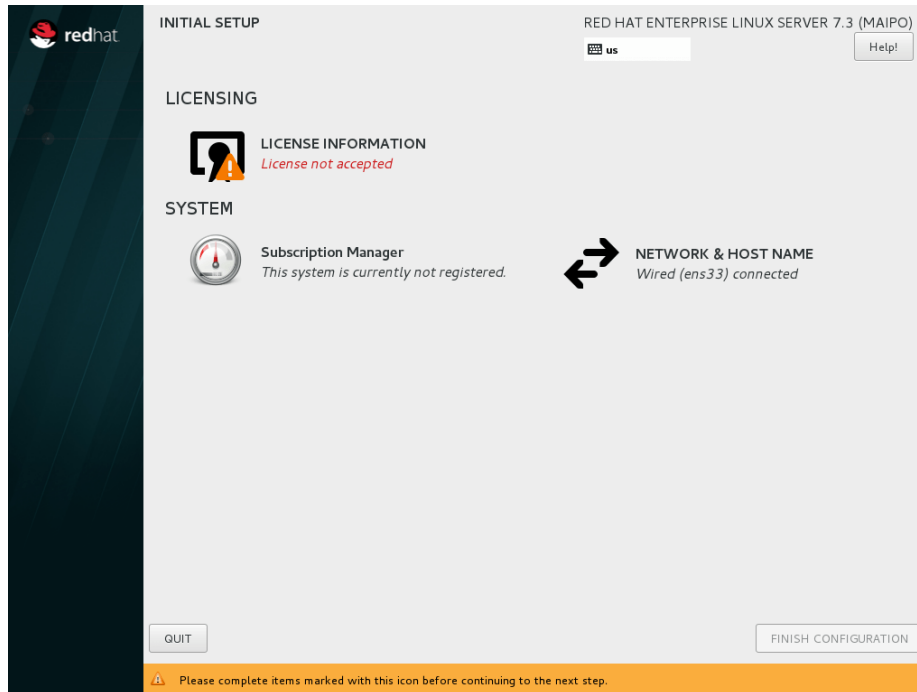 redhat.
INITIAL SETUP
RED HAT ENTERPRISE LINUX SERVER 7.3 (MAIPO)
us
Help!
LICENSING
LICENSE INFORMATION
License not accepted
SYSTEM
Subscription Manager
This system is currently not registered.
NETWORK & HOST NAME
Wired (ens33) connected
QUIT
FINISH CONFIGURATION
Please complete items marked with this icon before continuing to the next step.